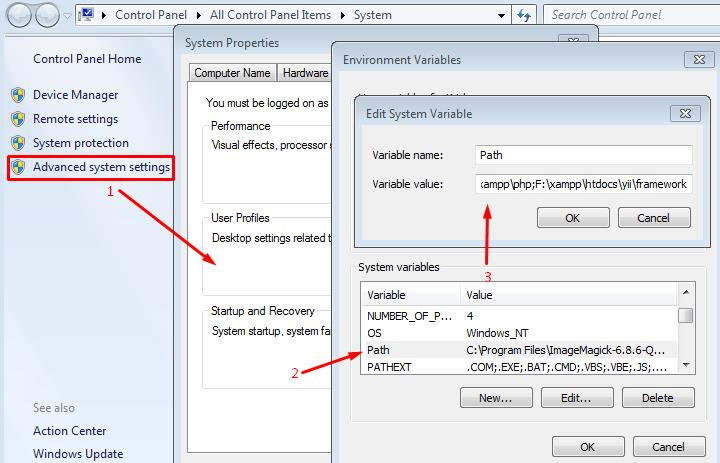 Control Panel
All Control Panel Items
System
Search Control Panel
Control Panel Home
Device Manager
Remote settings
System protection
Advanced system settings
1
See also
Action Center
Windows Update
System Properties
Computer Name
Hardware
You must be logged on as
Performance
Visual effects, processor
User Profiles
Desktop settings related
Startup and Recovery
System startup, system
2
Environment Variables
Edit System Variable
Variable name:
Path
Variable value:
xampp\php;F:\xampp\htdocs\yii\framework
OK
Cancel
3
System variables
Variable
Value
NUMBER_OF_P...
4
OS
Windows_NT
Path
C:\Program Files\ImageMagick-6.8.6-Q...
PATHEXT
.COM;.EXE;.BAT;.CMD;.VBS;.VBE;.JS;....
New...
Edit...
Delete
OK
Cancel